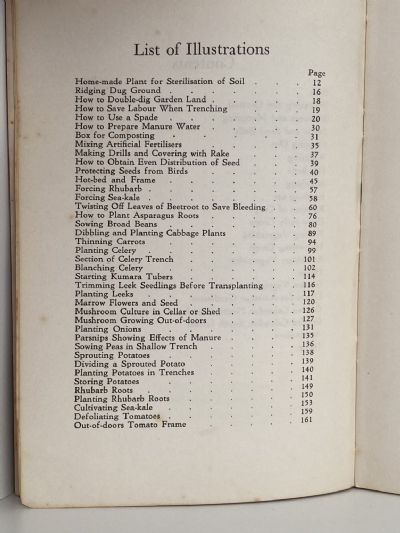 List of Illustrations
Page
Home-made Plant for Sterilisation of Soil . . . 12
Ridging Dug Ground . . . . . . . 16
How to Double-dig Garden Land . . . . . 18
How to Save Labour When Trenching . . . . 19
How to Use a Spade . . . . . . . 20
How to Prepare Manure Water . . . . . 30
Box for Composting . . . . . . . 31
Mixing Artificial Fertilisers . . . . . 35
Making Drills and Covering with Rake . . . . 37
How to Obtain Even Distribution of Seed . . . 39
Protecting Seeds from Birds . . . . . 40
Hot-bed and Frame . . . . . . . 45
Forcing Rhubarb . . . . . . . 57
Forcing Sea-kale . . . . . . . 58
Twisting Off Leaves of Beetroot to Save Bleeding . 60
How to Plant Asparagus Roots . . . . . 76
Sowing Broad Beans . . . . . . . 80
Dibbling and Planting Cabbage Plants . . . . 89
Thinning Carrots . . . . . . . 94
Planting Celery . . . . . . . 99
Section of Celery Trench . . . . . . 101
Blanching Celery . . . . . . . 102
Starting Kumara Tubers . . . . . . 114
Trimming Leek Seedlings Before Transplanting . . 116
Planting Leeks . . . . . . . 117
Marrow Flowers and Seed . . . . . . 120
Mushroom Culture in Cellar or Shed . . . . 126
Mushroom Growing Out-of-doors . . . . . 127
Planting Onions . . . . . . . 131
Parsnips Showing Effects of Manure . . . . 135
Sowing Peas in Shallow Trench . . . . . 136
Sprouting Potatoes . . . . . . . 138
Dividing a Sprouted Potato . . . . . 139
Planting Potatoes in Trenches . . . . . 140
Storing Potatoes . . . . . . . 141
Rhubarb Roots . . . . . . . 149
Planting Rhubarb Roots . . . . . . 150
Cultivating Sea-kale . . . . . . 153
Defoliating Tomatoes . . . . . . 159
Out-of-doors Tomato Frame . . . . . 161